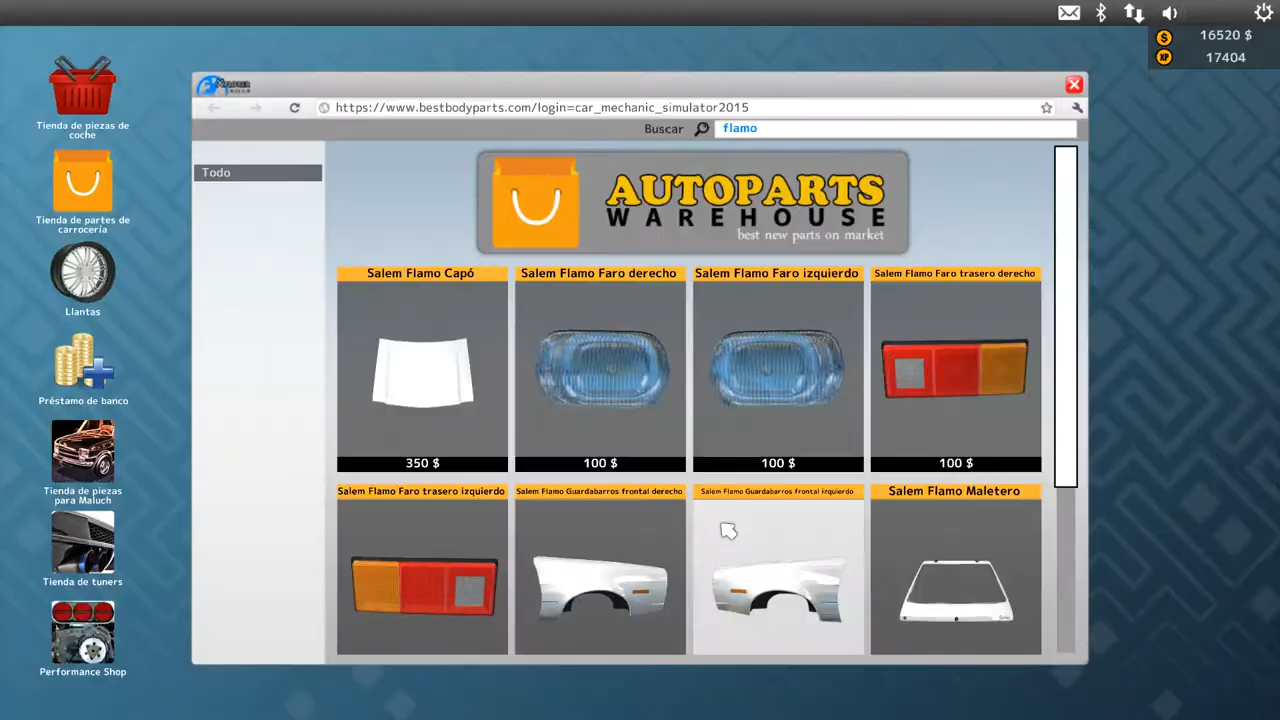 16520 $
17404
https://www.bestbodyparts.com/login=car_mechanic_simulator2015
Buscar
flamo
Tienda de piezas de
coche
Tienda de partes de
carrocería
Llantas
Préstamo de banco
Tienda de piezas
para Maluch
Tienda de tuners
Performance Shop
Todo
AUTOPARTS
WAREHOUSE
best new parts on market
Salem Flamo Capó
Salem Flamo Faro derecho
Salem Flamo Faro izquierdo
Salem Flamo Faro trasero derecho
350 $
100 $
100 $
100 $
Salem Flamo Faro trasero izquierdo
Salem Flamo Guardabarros frontal derecho
Salem Flamo Guardabarros frontal izquierdo
Salem Flamo Maletero